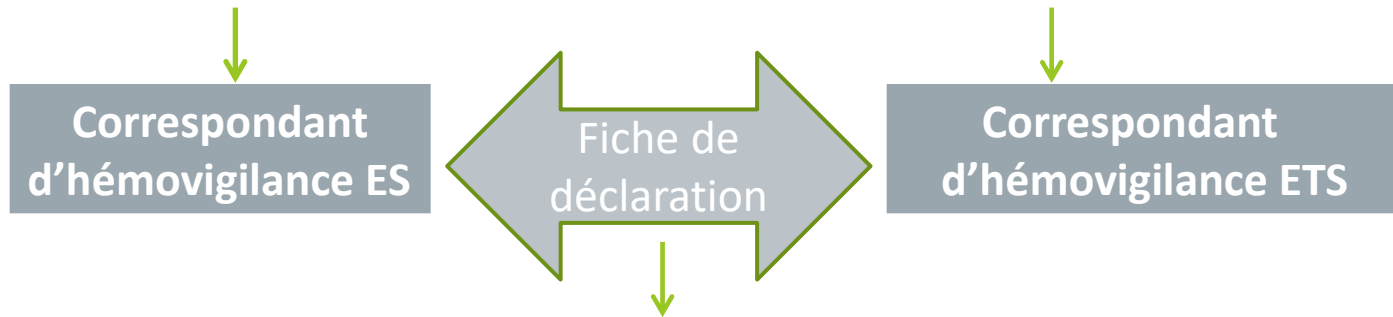 Correspondant
d’hémovigilance ES
Fiche de
déclaration
Correspondant
d’hémovigilance ETS